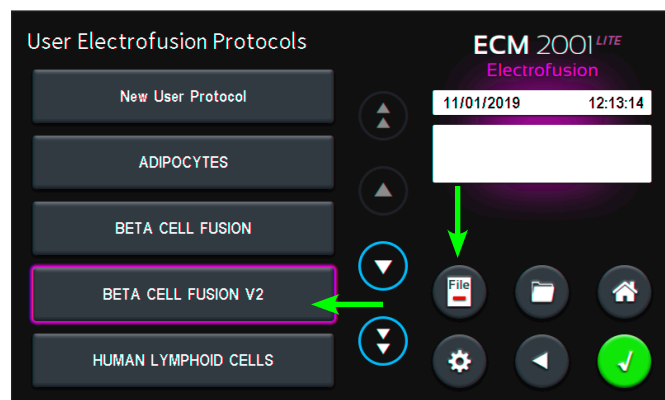 User Electrofusion Protocols
ECM 2001 LITE
Electrofusion
New User Protocol
11/01/2019 12:13:14
ADIPOCYTES
BETA CELL FUSION
BETA CELL FUSION V2
File
HUMAN LYMPHOID CELLS